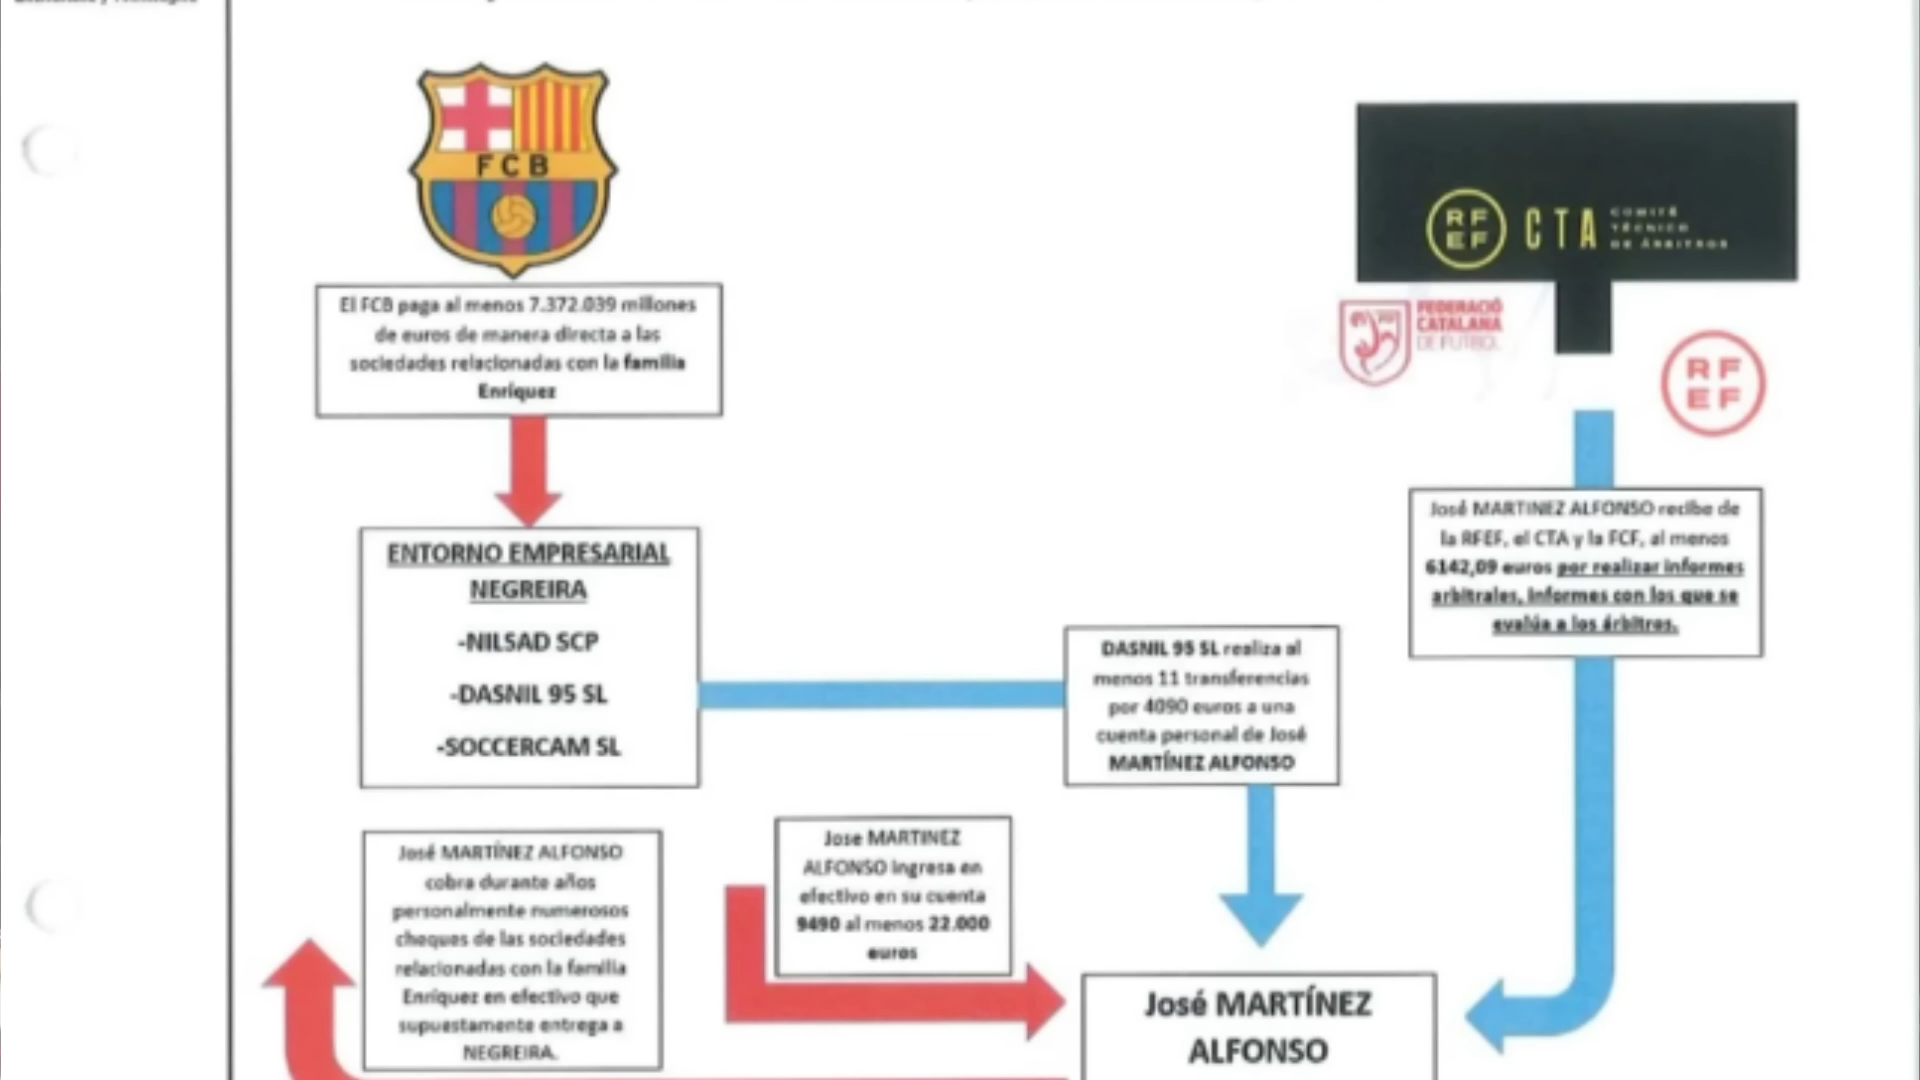 FCB
El FCB paga al menos 7.372.039 millones
de euros de manera directa a las
sociedades relacionadas con la familia
Enríquez
ENTORNO EMPRESARIAL
NEGREIRA
-NILSAD SCP
-DASNIL 95 SL
-SOCCERCAM SL
José MARTÍNEZ ALFONSO
cobra durante años
personalmente numerosos
cheques de las sociedades
relacionadas con la familia
Enríquez en efectivo que
supuestamente entrega a
NEGREIRA.
Jose MARTINEZ
ALFONSO ingresa en
efectivo en su cuenta
9490 al menos 22.000
euros
DASNIL 95 SL realiza al
menos 11 transferencias
por 4090 euros a una
cuenta personal de José
MARTÍNEZ ALFONSO
RF
EF
CTA
COMITÉ
TÉCNICO
DE ÁRBITROS
FEDERACIÓ
CATALANA
DE FUTBOL
RF
EF
José MARTINEZ ALFONSO recibe de
la RFEF, el CTA y la FCF, al menos
6142,09 euros por realizar informes
arbitrales, informes con los que se
evalúa a los árbitros.
José MARTÍNEZ
ALFONSO